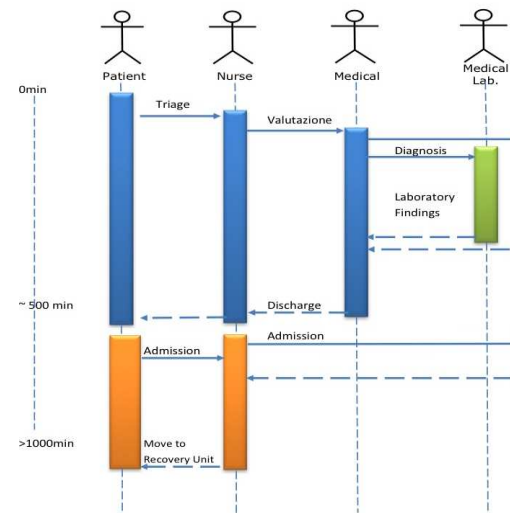 Patient
Nurse
Medical
Medical
Lab.
0min
Triage
Valutazione
Diagnosis
Laboratory
Findings
~ 500 min
Discharge
Admission
Admission
>1000min
Move to
Recovery Unit